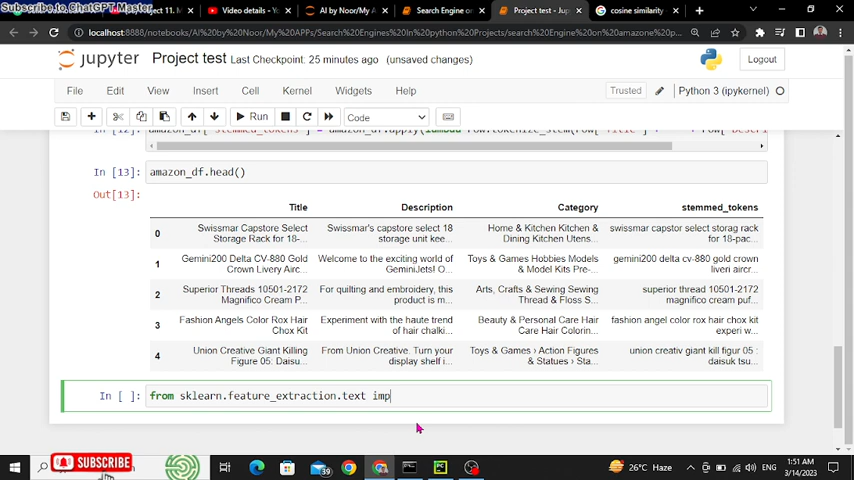 Subscribe to ChatGPT Master
Project 11. M
Video details - Yo
AI by Noor/My A
Search Engine or
Project test - Jup
cosine similarity
localhost:8888/notebooks/AI%20by%20Noor/My%20APPs/Search%20Engines%20In%20python%20Projects/search%20Engine%20on%20amazone%20p...
jupyter Project test Last Checkpoint: 25 minutes ago (unsaved changes)
Logout
File Edit View Insert Cell Kernel Widgets Help
Trusted
Python 3 (ipykernel)
Run
Code
In [12]:
In [13]: amazon_df.head()
Out[13]:
Title Description Category stemmed_tokens
0 Swissmar Capstore Select Storage Rack for 18-... Swissmar's capstore select 18 storage unit kee... Home & Kitchen Kitchen & Dining Kitchen Utens... swissmar capstor select storag rack for 18-pac...
1 Gemini200 Delta CV-880 Gold Crown Livery Airc... Welcome to the exciting world of GeminiJets! O... Toys & Games Hobbies Models & Model Kits Pre-... gemini200 delta cv-880 gold crown liveri aircr...
2 Superior Threads 10501-2172 Magnifico Cream P... For quilting and embroidery, this product is m... Arts, Crafts & Sewing Sewing Thread & Floss S... superior thread 10501-2172 magnifico cream puf...
3 Fashion Angels Color Rox Hair Chox Kit Experiment with the haute trend of hair chalki... Beauty & Personal Care Hair Care Hair Colorin... fashion angel color rox hair chox kit experi w...
4 Union Creative Giant Killing Figure 05: Daisu... From Union Creative. Turn your display shelf i... Toys & Games › Action Figures & Statues › Sta... union creativ giant kill figur 05 : daisuk tsu...
In [ ]: from sklearn.feature_extraction.text imp
SUBSCRIBE
39
26°C Haze
ENG
1:51 AM
3/14/2023